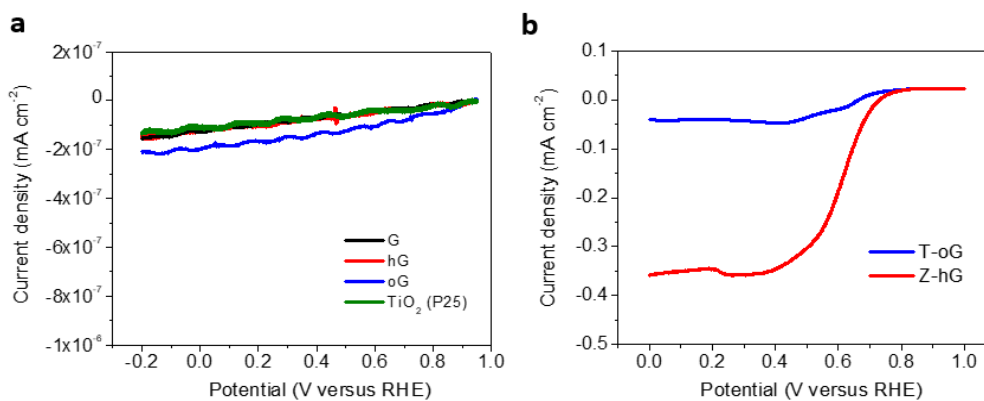 a
2x10⁻⁷
0
-2x10⁻⁷
-4x10⁻⁷
-6x10⁻⁷
-8x10⁻⁷
-1x10⁻⁶
Current density (mA cm⁻²)
G
hG
oG
TiO₂ (P25)
-0.2 0.0 0.2 0.4 0.6 0.8 1.0
Potential (V versus RHE)
b
0.1
0.0
-0.1
-0.2
-0.3
-0.4
-0.5
Current density (mA cm⁻²)
T-oG
Z-hG
0.0 0.2 0.4 0.6 0.8 1.0
Potential (V versus RHE)